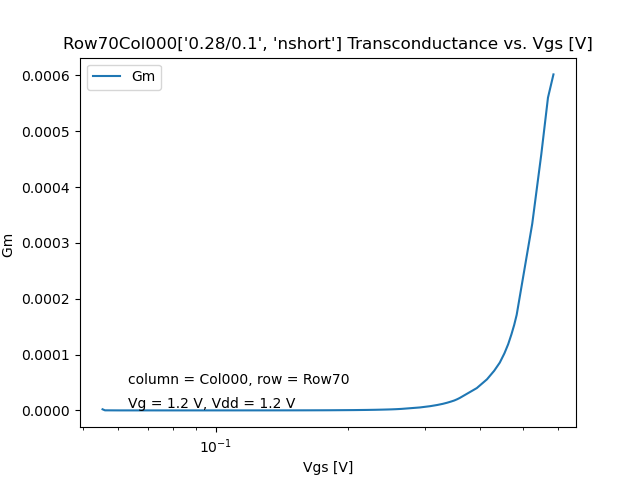 Row70Col000['0.28/0.1', 'nshort'] Transconductance vs. Vgs [V]
Gm
0.0006
0.0005
0.0004
0.0003
0.0002
0.0001
0.0000
Gm
column = Col000, row = Row70
Vg = 1.2 V, Vdd = 1.2 V
10⁻¹
Vgs [V]